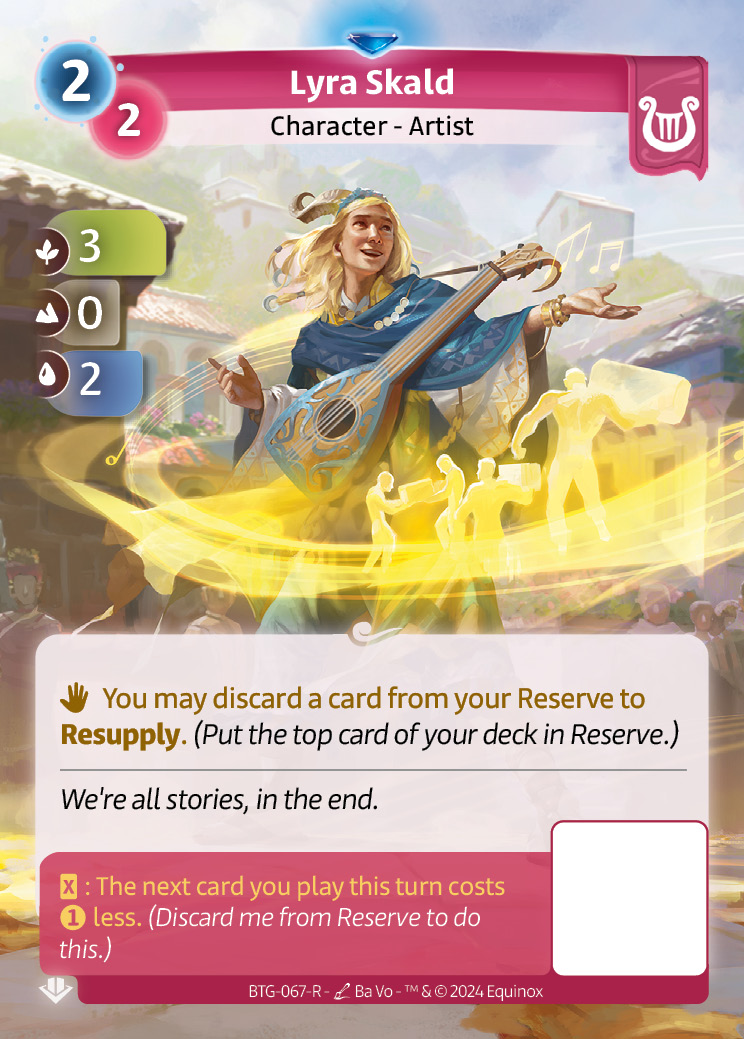 2
Lyra Skald
2
Character - Artist
3
0
2
You may discard a card from your Reserve to
Resupply. (Put the top card of your deck in Reserve.)
We're all stories, in the end.
X : The next card you play this turn costs
1 less. (Discard me from Reserve to do
this.)
BTG-067-R - Ba Vo - ™ & © 2024 Equinox